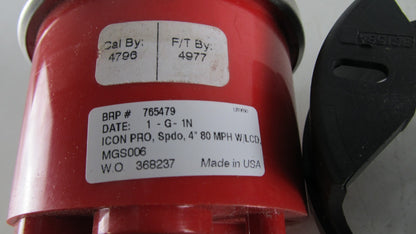 Cal By: F/T By:
4796 4977
BRP # 765479
DATE: 1 - G - 1N
ICON PRO, Spdo, 4" 80 MPH W/LCD,
MGS006
W O 368237 Made in USA